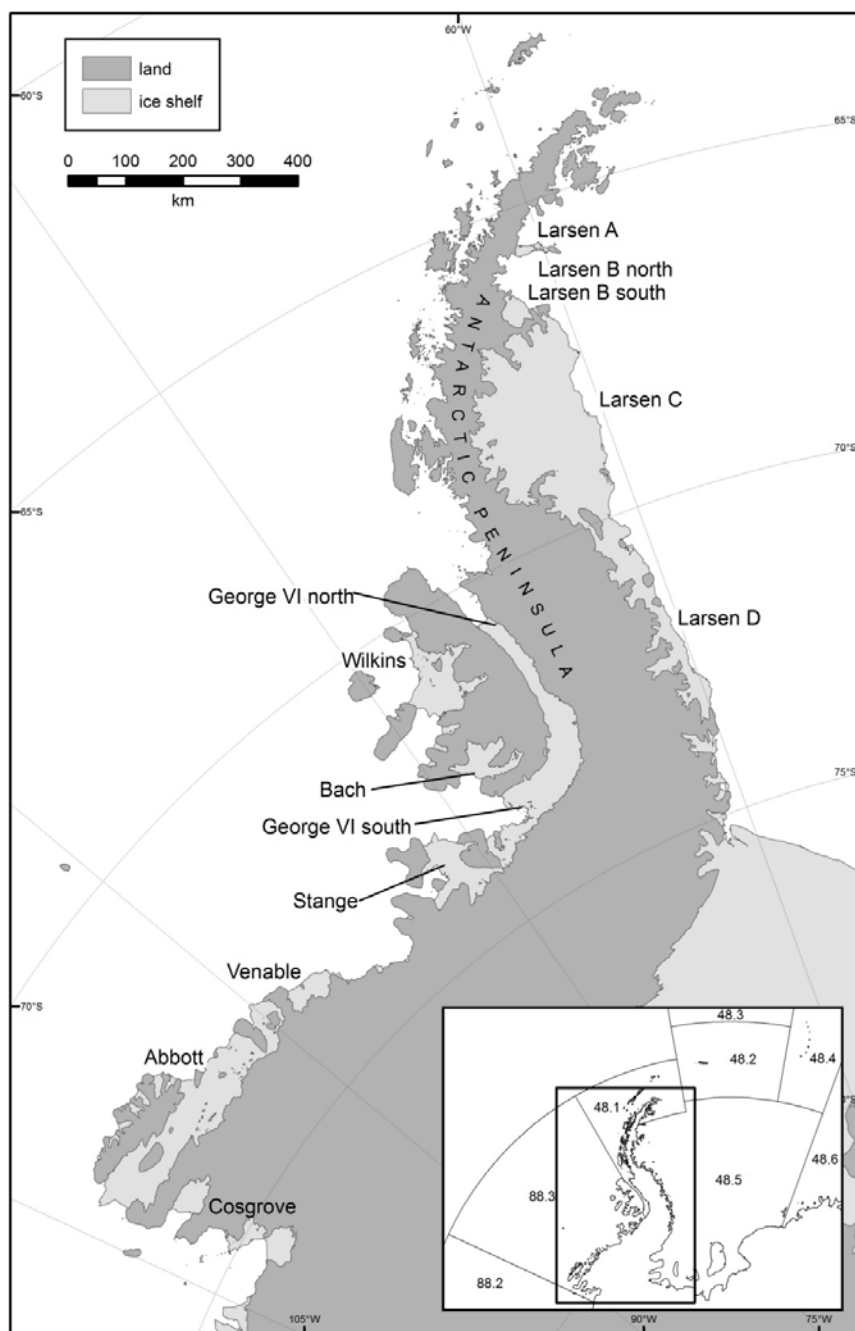 60°W
land
ice shelf
60°S
65°S
0 100 200 300 400
km
Larsen A
Larsen B north
Larsen B south
ANTARCTIC PENINSULA
Larsen C
70°S
65°S
George VI north
Larsen D
Wilkins
75°S
Bach
George VI south
Stange
Venable
70°S
Abbott
Cosgrove
48.3
48.2
48.4
48.1
48.6
48.5
88.3
88.2
105°W
90°W
75°W